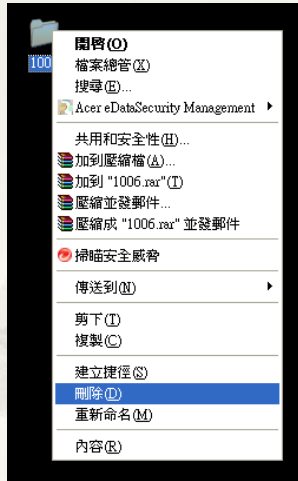 100
開啓(O)
檔案總管(X)
搜尋(E)...
Acer eDataSecurity Management
共用和安全性(H)...
加到壓縮檔(A)...
加到 "1006.rar"(T)
壓縮並發郵件...
壓縮成 "1006.rar" 並發郵件
掃瞄安全威脅
傳送到(N)
剪下(T)
複製(C)
建立捷徑(S)
刪除(D)
重新命名(M)
內容(R)